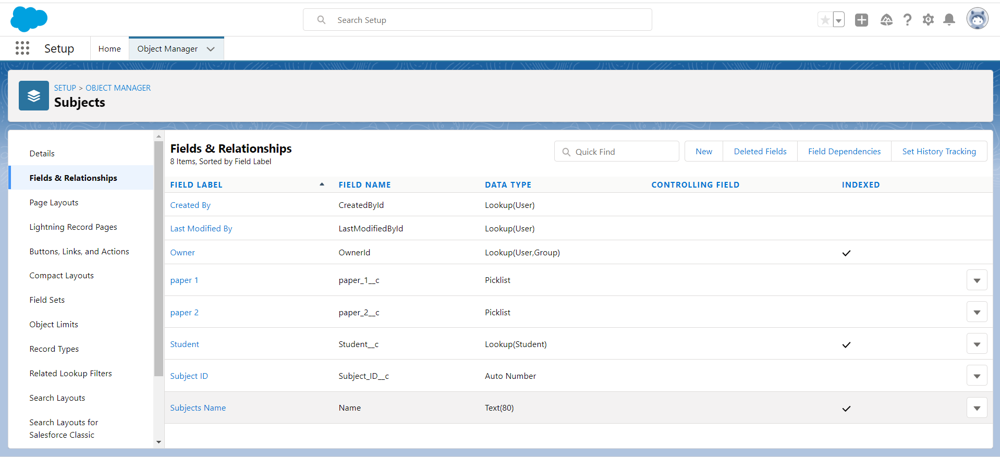 Search Setup
Setup
Home
Object Manager
SETUP > OBJECT MANAGER
Subjects
Details
Fields & Relationships
Page Layouts
Lightning Record Pages
Buttons, Links, and Actions
Compact Layouts
Field Sets
Object Limits
Record Types
Related Lookup Filters
Search Layouts
Search Layouts for
Salesforce Classic
Fields & Relationships
8 Items, Sorted by Field Label
Quick Find
New
Deleted Fields
Field Dependencies
Set History Tracking
FIELD LABEL FIELD NAME DATA TYPE CONTROLLING FIELD INDEXED
Created By CreatedById Lookup(User)
Last Modified By LastModifiedById Lookup(User)
Owner OwnerId Lookup(User,Group)
paper 1 paper_1__c Picklist
paper 2 paper_2__c Picklist
Student Student__c Lookup(Student)
Subject ID Subject_ID__c Auto Number
Subjects Name Name Text(80)